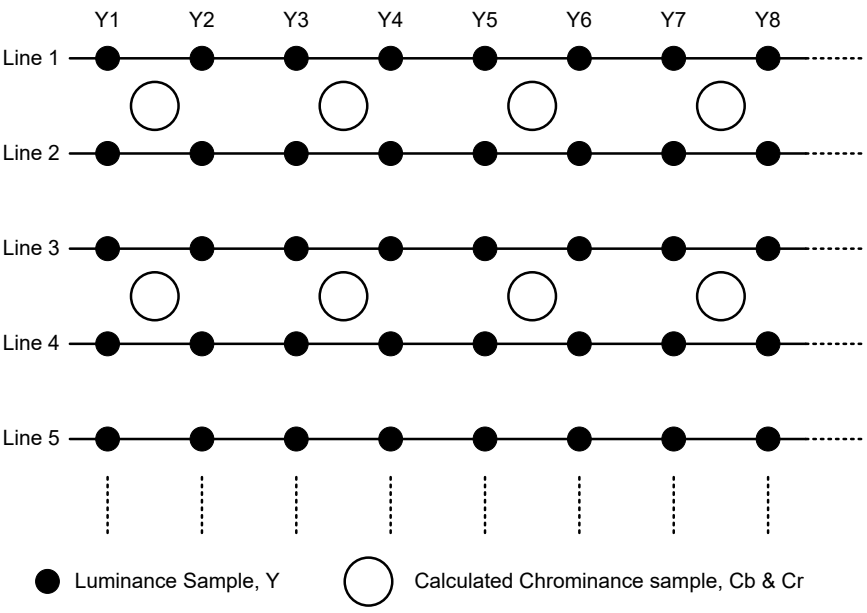 Y1 Y2 Y3 Y4 Y5 Y6 Y7 Y8
Line 1
Line 2
Line 3
Line 4
Line 5
Luminance Sample, Y
Calculated Chrominance sample, Cb & Cr